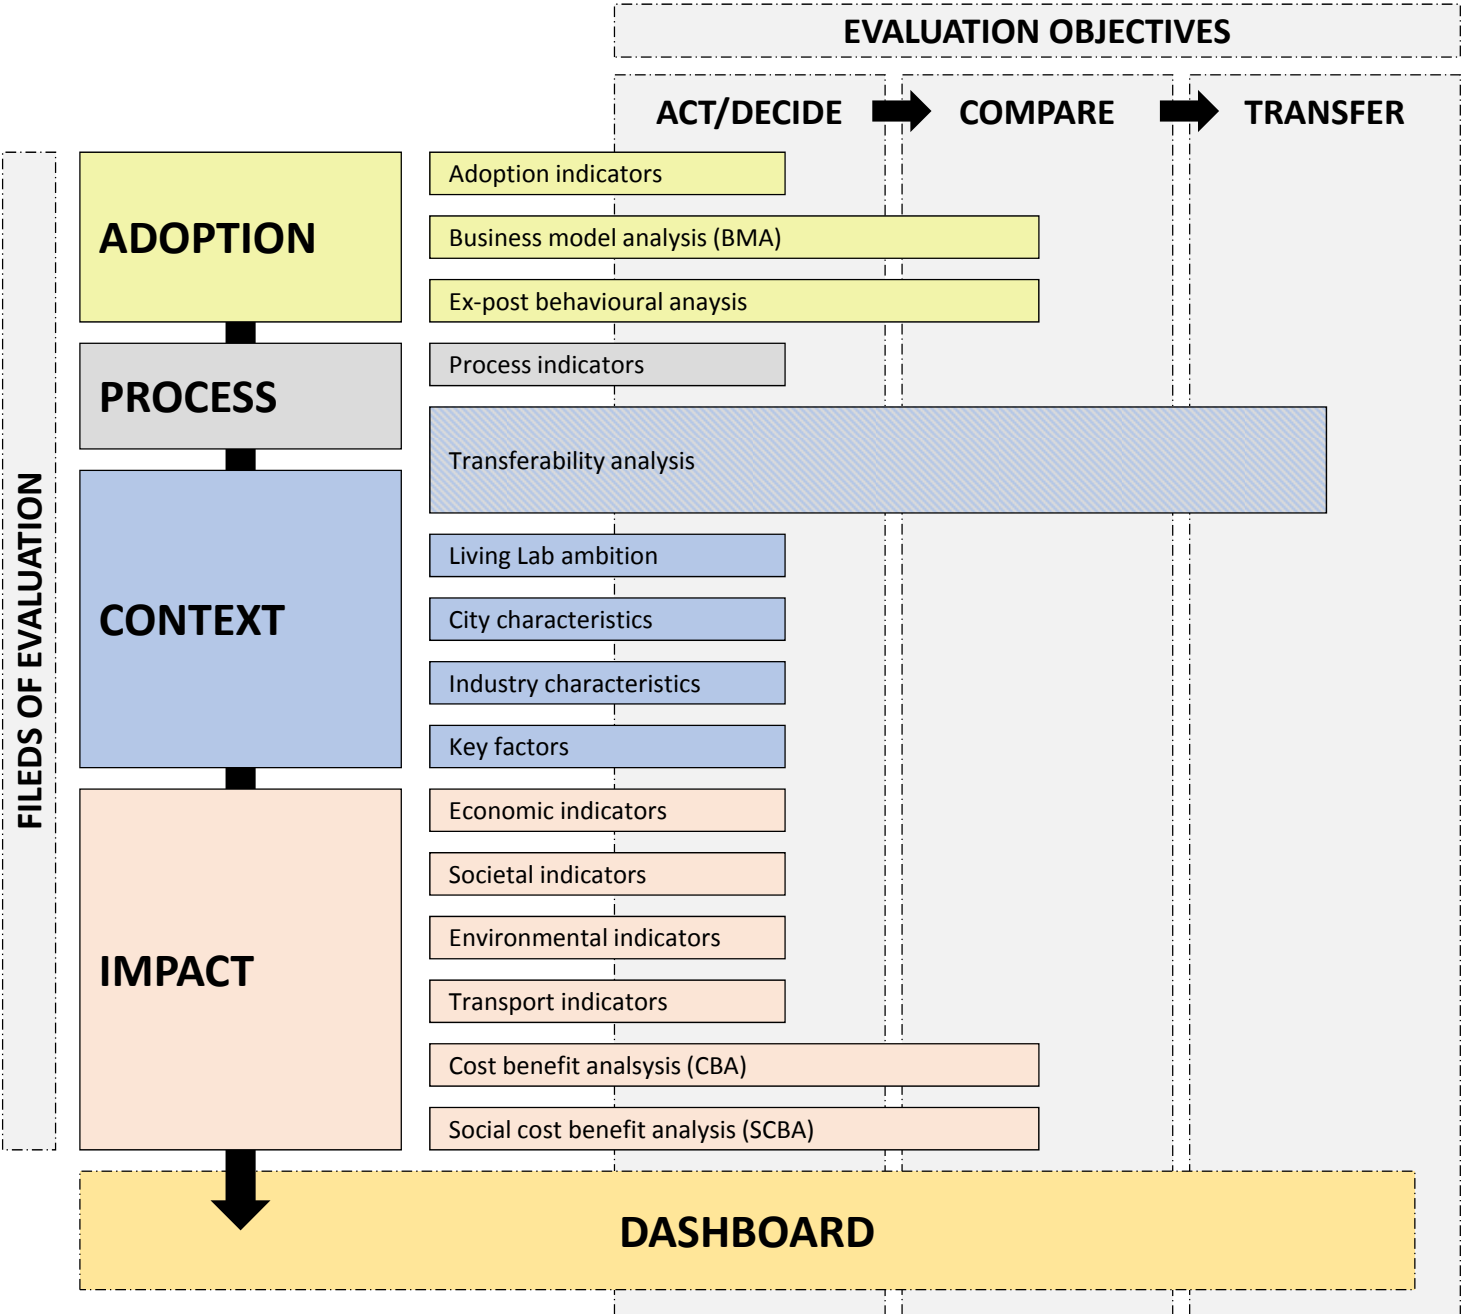 EVALUATION OBJECTIVES
ACT/DECIDE
COMPARE
TRANSFER
FILEDS OF EVALUATION
ADOPTION
Adoption indicators
Business model analysis (BMA)
Ex-post behavioural anaysis
PROCESS
Process indicators
Transferability analysis
CONTEXT
Living Lab ambition
City characteristics
Industry characteristics
Key factors
IMPACT
Economic indicators
Societal indicators
Environmental indicators
Transport indicators
Cost benefit analsysis (CBA)
Social cost benefit analysis (SCBA)
DASHBOARD